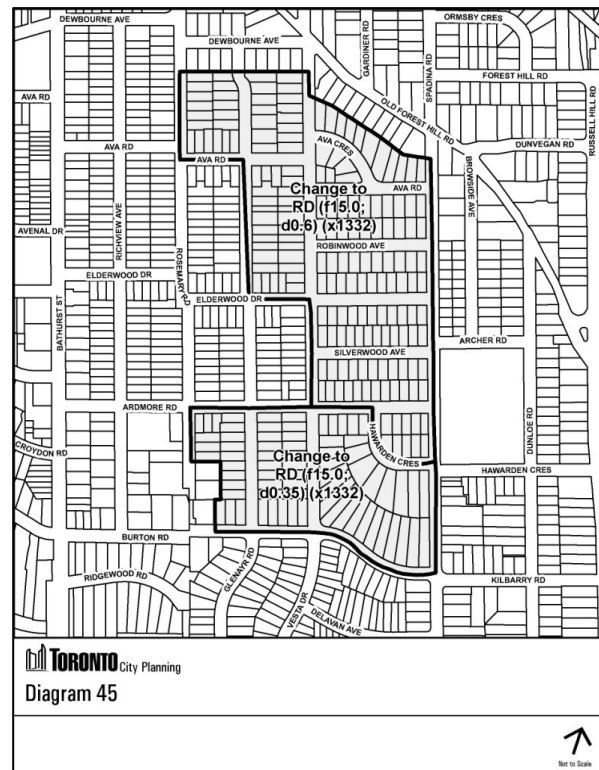 ORMSBY CRES
DEWBOURNE AVE
DEWBOURNE AVE
GARDINER RD
SPADINA RD
FOREST HILL RD
RUSSELL HILL RD
AVA RD
OLD FOREST HILL RD
AVA RD
AVA CRES
DUNVEGAN RD
AVA RD
BROWSIDE AVE
AVA RD
Change to
RD (f15.0;
d0.6) (x1332)
AVENAL DR
RICHVIEW AVE
ROSEMARY RD
ROBINWOOD AVE
ELDERWOOD DR
ELDERWOOD DR
BATHURST ST
SILVERWOOD AVE
ARCHER RD
ARDMORE RD
DUNLOE RD
CROYDON RD
HAWARDEN CRES
Change to
RD (f15.0;
d0.35) (x1332)
HAWARDEN CRES
BURTON RD
GLENAYR RD
RIDGEWOOD RD
VESTA DR
DELAVAN AVE
KILBARRY RD
TORONTO City Planning
Diagram 45
Not to Scale